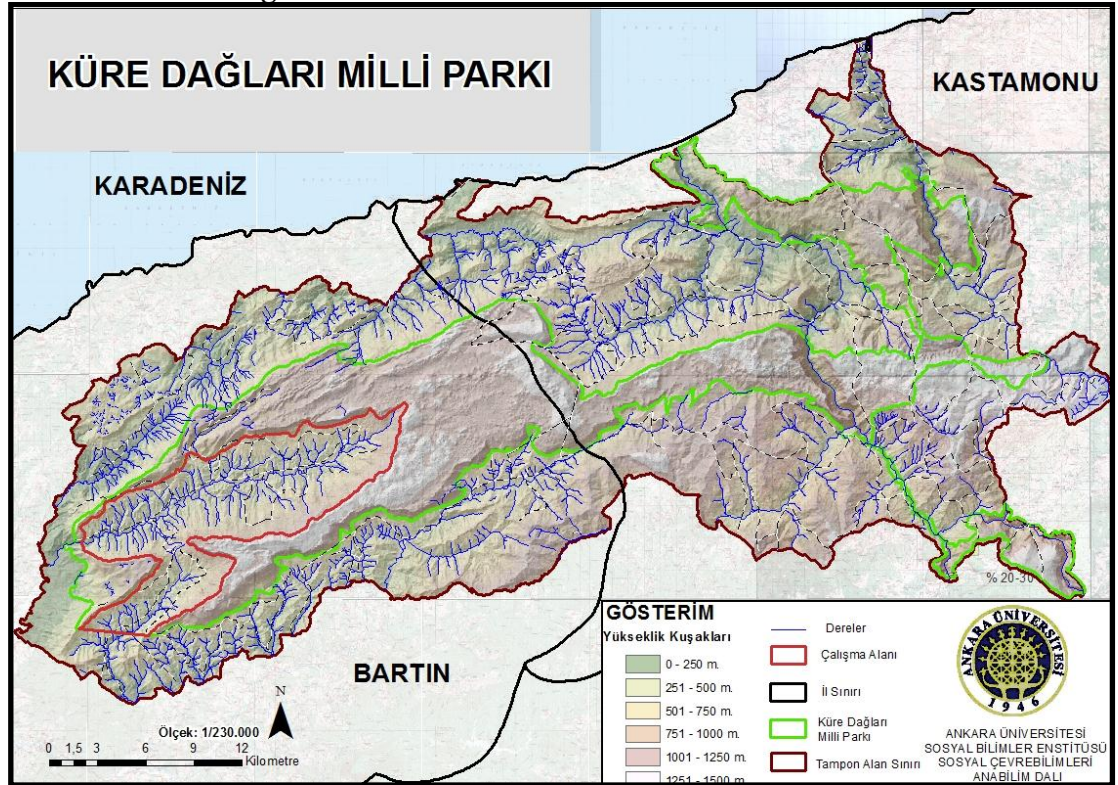 KÜRE DAĞLARI MİLLİ PARKI
KASTAMONU
KARADENİZ
% 20-30
BARTIN
N
Ölçek: 1/230.000
0 1,5 3 6 9 12
Kilometre
GÖSTERİM
Yükseklik Kuşakları
0 - 250 m.
251 - 500 m.
501 - 750 m.
751 - 1000 m.
1001 - 1250 m.
1251 - 1500 m.
Dereler
Çalışma Alanı
İl Sınırı
Küre Dağları
Milli Parkı
Tampon Alan Sınırı
ANKARA ÜNİVERSİTESİ
1946
ANKARA ÜNİVERSİTESİ
SOSYAL BİLİMLER ENSTİTÜSÜ
SOSYAL ÇEVREBİLİMLERİ
ANABİLİM DALI